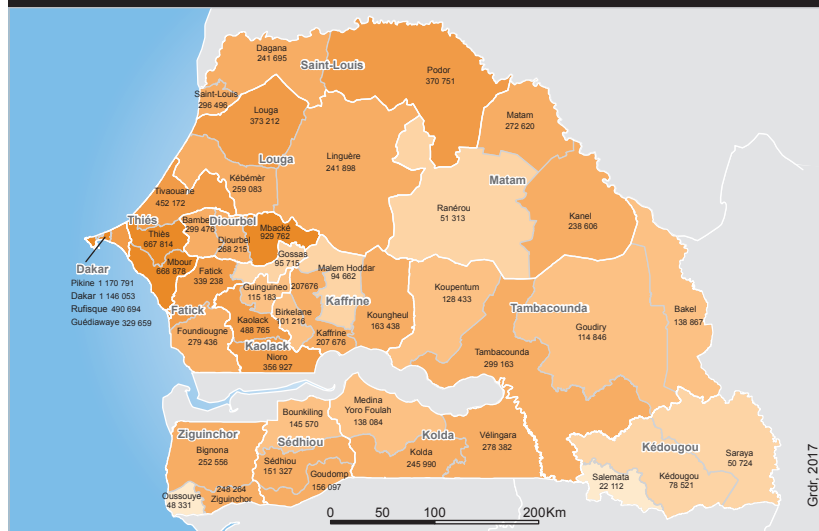 Dagana
241 695
Saint-Louis
Podor
370 751
Saint-Louis
296 496
Louga
373 212
Matam
272 620
Louga
Linguère
241 898
Kébémèr
259 083
Matam
Ranérou
51 313
Kanel
238 606
Tivaouane
452 172
Thiés
Thiès
667 814
Bambey
299 476
Diourbel
Diourbel
268 215
Mbacké
929 762
Mbour
668 878
Gossas
95 715
Dakar
Pikine 1 170 791
Dakar 1 146 053
Rufisque 490 694
Guédiawaye 329 659
Fatick
339 238
Guinguineo
115 183
207676
Malem Hoddar
94 662
Kaffrine
Birkelane
101 216
Koungheul
163 438
Koupentum
128 433
Tambacounda
Goudiry
114 846
Bakel
138 867
Fatick
Foundiougne
279 436
Kaolack
488 765
Kaolack
Kaffrine
207 676
Nioro
356 927
Tambacounda
299 163
Medina
Yoro Foulah
138 084
Bounkiling
145 570
Ziguinchor
Bignona
252 556
Sédhiou
Sédhiou
151 327
Goudomp
156 097
Kolda
Kolda
245 990
Vélingara
278 382
Kédougou
Saraya
50 724
Salemata
22 112
Kédougou
78 521
Oussouye
48 331
248 264
Ziguinchor
0 50 100 200Km
Grdr, 2017